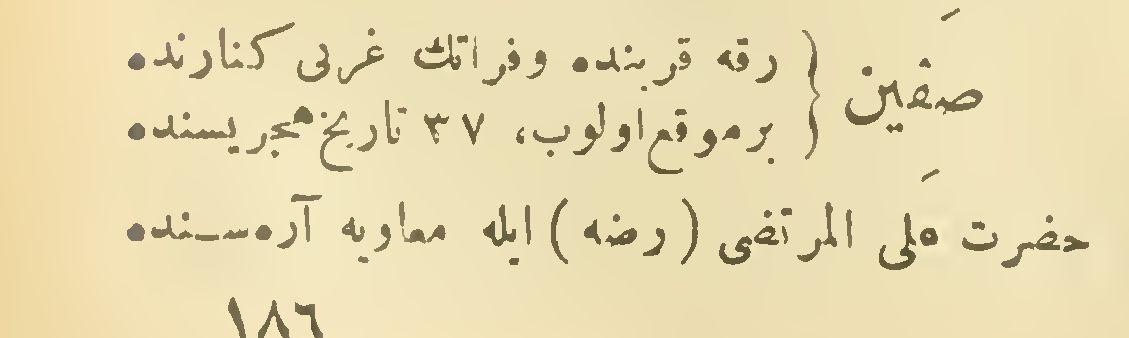 صفين { رقه قربنده وفراتك غربى كنارنده
برموقع اولوب، ٣٧ تاريخ هجريسنده
حضرت على المرتضى (رضه) ايله معاويه آره‌سنده
١٨٦